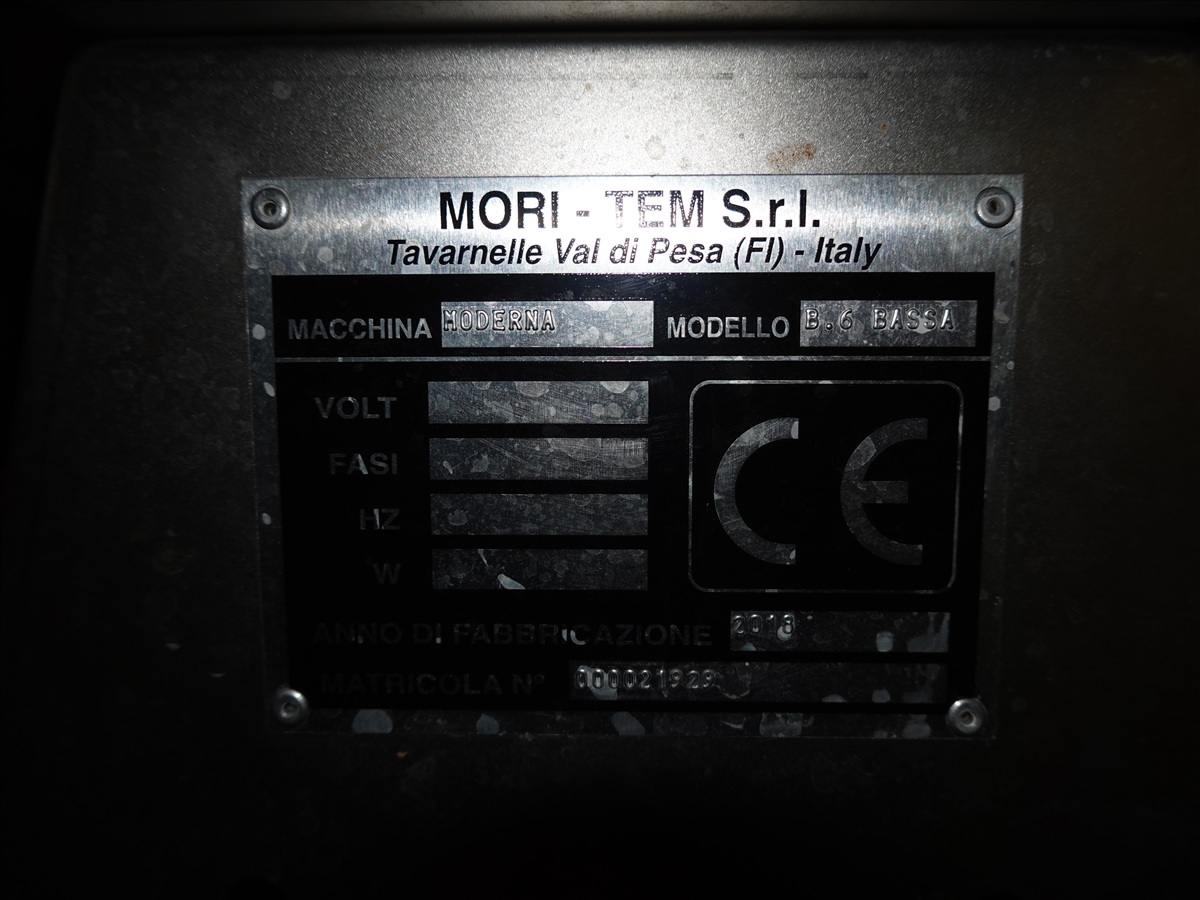 MORI - TEM S.r.l.
Tavarnelle Val di Pesa (FI) - Italy
MACCHINA MODERNA MODELLO B.6 BASSA
VOLT
FASI
HZ
W
CE
ANNO DI FABBRICAZIONE 2018
MATRICOLA N° 000021929